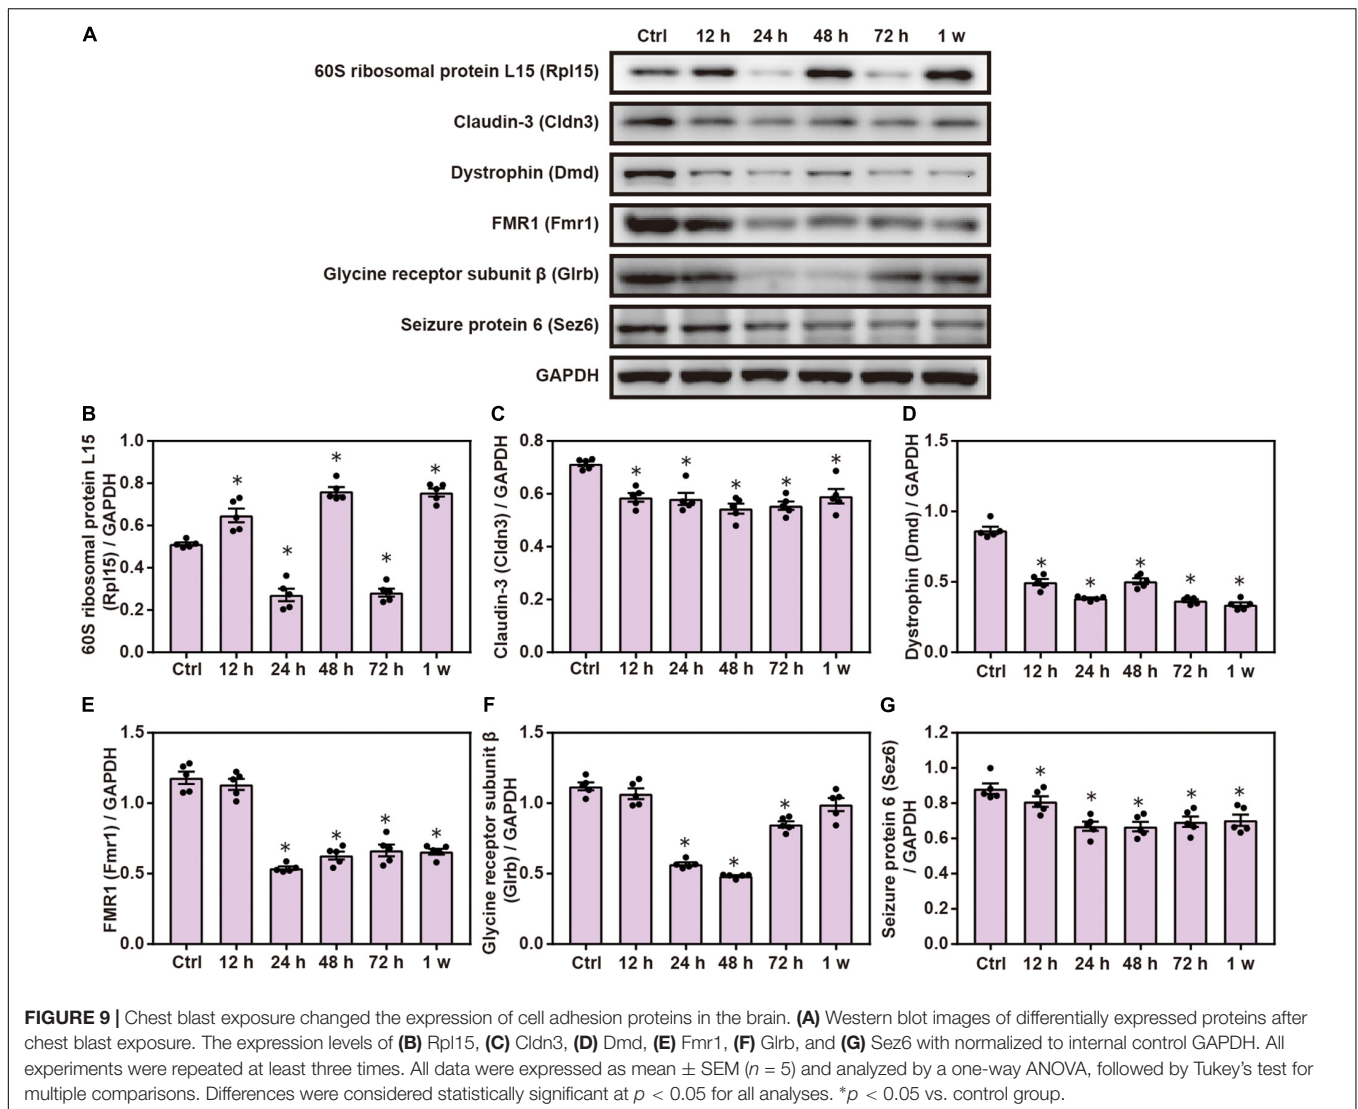 A
Ctrl 12 h 24 h 48 h 72 h 1 w
60S ribosomal protein L15 (Rpl15)
Claudin-3 (Cldn3)
Dystrophin (Dmd)
FMR1 (Fmr1)
Glycine receptor subunit β (Glrb)
Seizure protein 6 (Sez6)
GAPDH
B
60S ribosomal protein L15
(Rpl15) / GAPDH
1.0
0.8
0.6
0.4
0.2
0.0
* * * * *
Ctrl 12 h 24 h 48 h 72 h 1 w
C
Claudin-3 (Cldn3) / GAPDH
0.8
0.6
0.4
0.2
0.0
* * * * *
Ctrl 12 h 24 h 48 h 72 h 1 w
D
Dystrophin (Dmd) / GAPDH
1.5
1.0
0.5
0.0
* * * * *
Ctrl 12 h 24 h 48 h 72 h 1 w
E
FMR1 (Fmr1) / GAPDH
1.5
1.0
0.5
0.0
* * * *
Ctrl 12 h 24 h 48 h 72 h 1 w
F
Glycine receptor subunit β
(Glrb) / GAPDH
1.5
1.0
0.5
0.0
* * *
Ctrl 12 h 24 h 48 h 72 h 1 w
G
Seizure protein 6 (Sez6)
/ GAPDH
1.2
1.0
0.8
0.6
0.4
0.2
0.0
* * * * *
Ctrl 12 h 24 h 48 h 72 h 1 w
FIGURE 9 | Chest blast exposure changed the expression of cell adhesion proteins in the brain. (A) Western blot images of differentially expressed proteins after
chest blast exposure. The expression levels of (B) Rpl15, (C) Cldn3, (D) Dmd, (E) Fmr1, (F) Glrb, and (G) Sez6 with normalized to internal control GAPDH. All
experiments were repeated at least three times. All data were expressed as mean ± SEM (n = 5) and analyzed by a one-way ANOVA, followed by Tukey's test for
multiple comparisons. Differences were considered statistically significant at p < 0.05 for all analyses. *p < 0.05 vs. control group.